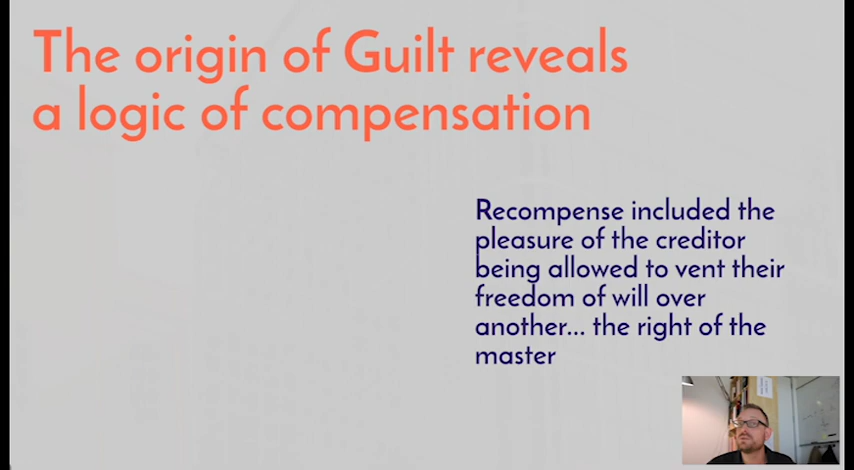 The origin of Guilt reveals
a logic of compensation
Recompense included the
pleasure of the creditor
being allowed to vent their
freedom of will over
another... the right of the
master